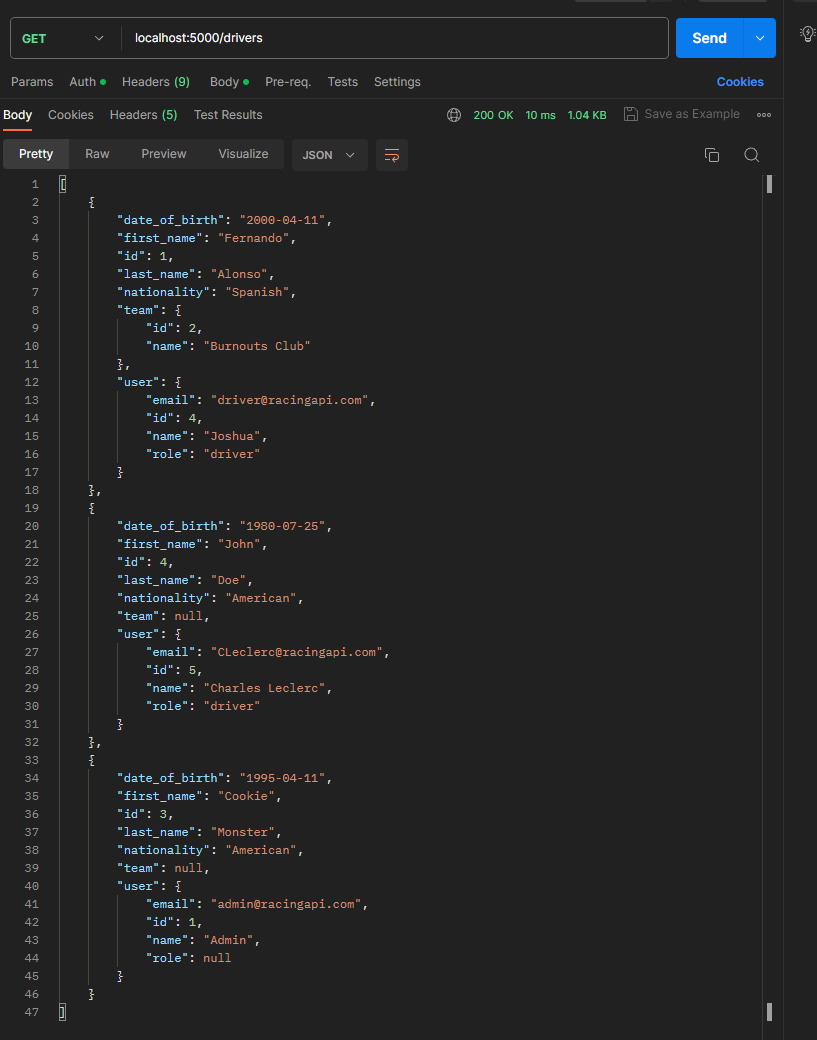 GET localhost:5000/drivers Send
Params Auth Headers (9) Body Pre-req. Tests Settings Cookies
Body Cookies Headers (5) Test Results 200 OK 10 ms 1.04 KB Save as Example
Pretty Raw Preview Visualize JSON
1 [
2 {
3 "date_of_birth": "2000-04-11",
4 "first_name": "Fernando",
5 "id": 1,
6 "last_name": "Alonso",
7 "nationality": "Spanish",
8 "team": {
9 "id": 2,
10 "name": "Burnouts Club"
11 },
12 "user": {
13 "email": "driver@racingapi.com",
14 "id": 4,
15 "name": "Joshua",
16 "role": "driver"
17 }
18 },
19 {
20 "date_of_birth": "1980-07-25",
21 "first_name": "John",
22 "id": 4,
23 "last_name": "Doe",
24 "nationality": "American",
25 "team": null,
26 "user": {
27 "email": "CLeclerc@racingapi.com",
28 "id": 5,
29 "name": "Charles Leclerc",
30 "role": "driver"
31 }
32 },
33 {
34 "date_of_birth": "1995-04-11",
35 "first_name": "Cookie",
36 "id": 3,
37 "last_name": "Monster",
38 "nationality": "American",
39 "team": null,
40 "user": {
41 "email": "admin@racingapi.com",
42 "id": 1,
43 "name": "Admin",
44 "role": null
45 }
46 }
47 ]